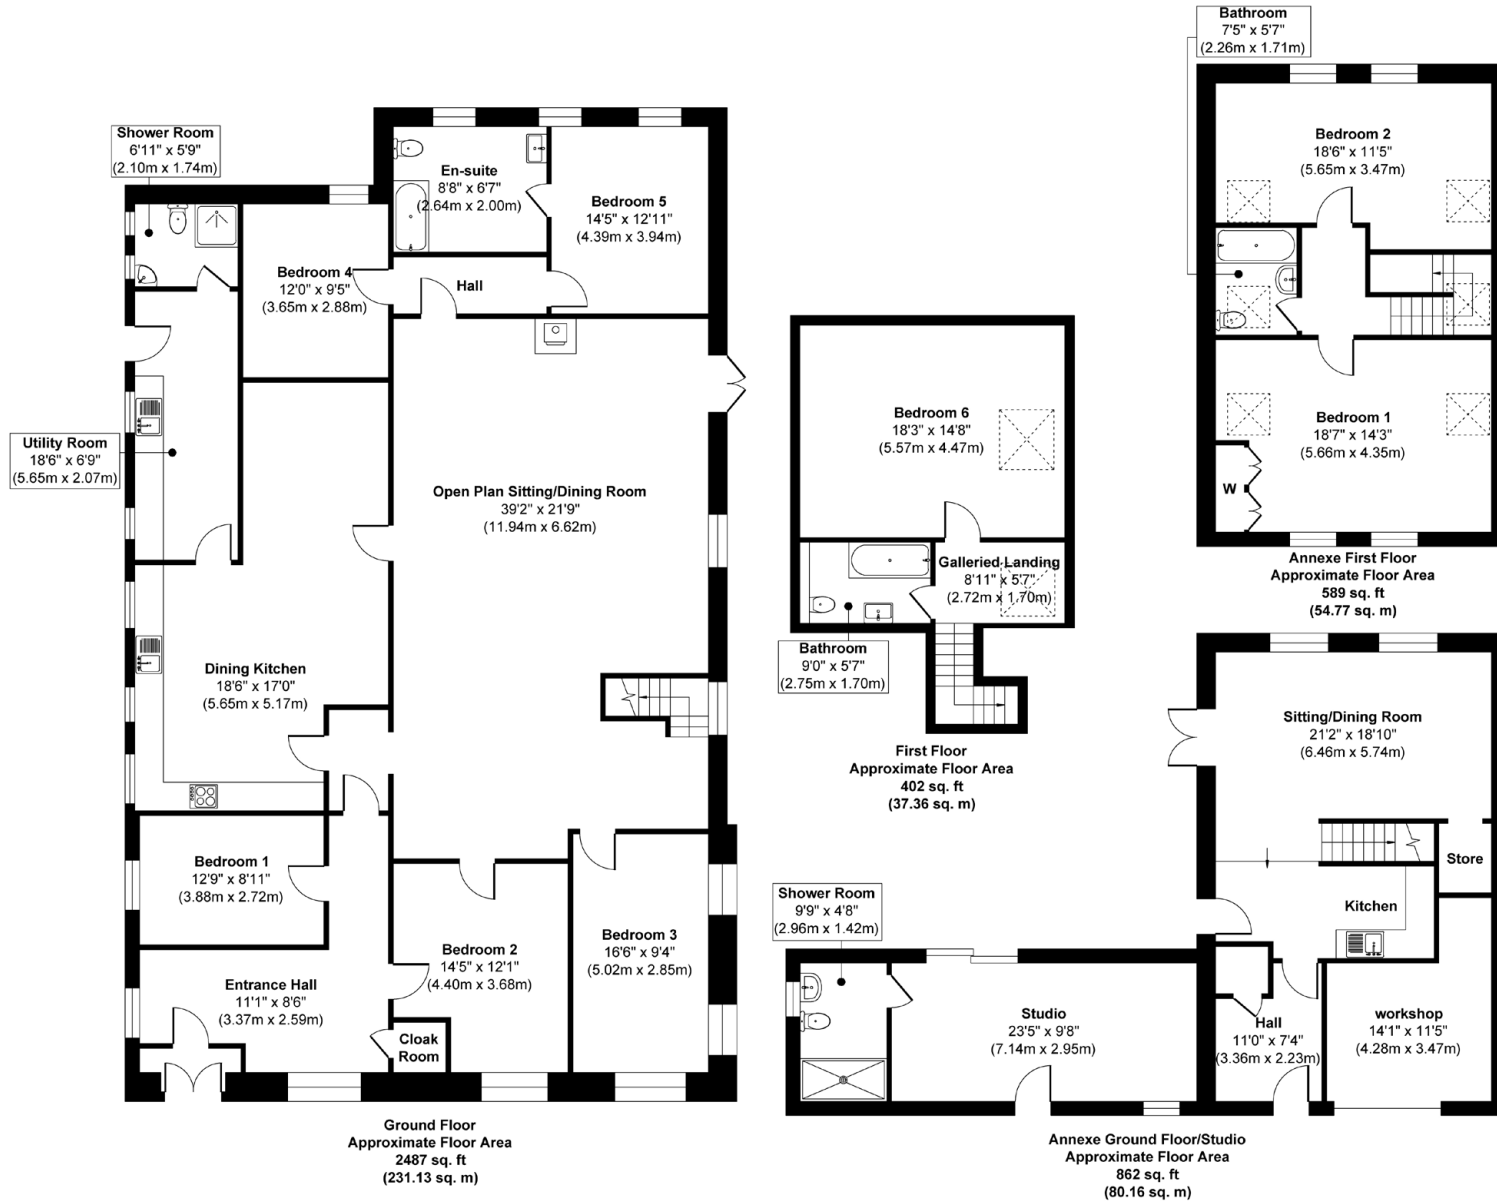 Shower Room
6'11" x 5'9"
(2.10m x 1.74m)
En-suite
8'8" x 6'7"
(2.64m x 2.00m)
Bedroom 5
14'5" x 12'11"
(4.39m x 3.94m)
Bedroom 4
12'0" x 9'5"
(3.65m x 2.88m)
Hall
Utility Room
18'6" x 6'9"
(5.65m x 2.07m)
Open Plan Sitting/Dining Room
39'2" x 21'9"
(11.94m x 6.62m)
Dining Kitchen
18'6" x 17'0"
(5.65m x 5.17m)
Bedroom 1
12'9" x 8'11"
(3.88m x 2.72m)
Bedroom 2
14'5" x 12'1"
(4.40m x 3.68m)
Bedroom 3
16'6" x 9'4"
(5.02m x 2.85m)
Entrance Hall
11'1" x 8'6"
(3.37m x 2.59m)
Cloak
Room
Ground Floor
Approximate Floor Area
2487 sq. ft
(231.13 sq. m)
Bedroom 6
18'3" x 14'8"
(5.57m x 4.47m)
Galleried Landing
8'11" x 5'7"
(2.72m x 1.70m)
Bathroom
9'0" x 5'7"
(2.75m x 1.70m)
First Floor
Approximate Floor Area
402 sq. ft
(37.36 sq. m)
Bathroom
7'5" x 5'7"
(2.26m x 1.71m)
Bedroom 2
18'6" x 11'5"
(5.65m x 3.47m)
Bedroom 1
18'7" x 14'3"
(5.66m x 4.35m)
W
Annexe First Floor
Approximate Floor Area
589 sq. ft
(54.77 sq. m)
Sitting/Dining Room
21'2" x 18'10"
(6.46m x 5.74m)
Store
Kitchen
Shower Room
9'9" x 4'8"
(2.96m x 1.42m)
Studio
23'5" x 9'8"
(7.14m x 2.95m)
Hall
11'0" x 7'4"
(3.36m x 2.23m)
workshop
14'1" x 11'5"
(4.28m x 3.47m)
Annexe Ground Floor/Studio
Approximate Floor Area
862 sq. ft
(80.16 sq. m)